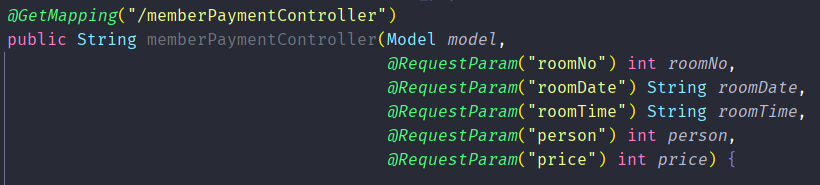 @GetMapping("/memberPaymentController")
public String memberPaymentController(Model model,
@RequestParam("roomNo") int roomNo,
@RequestParam("roomDate") String roomDate,
@RequestParam("roomTime") String roomTime,
@RequestParam("person") int person,
@RequestParam("price") int price) {